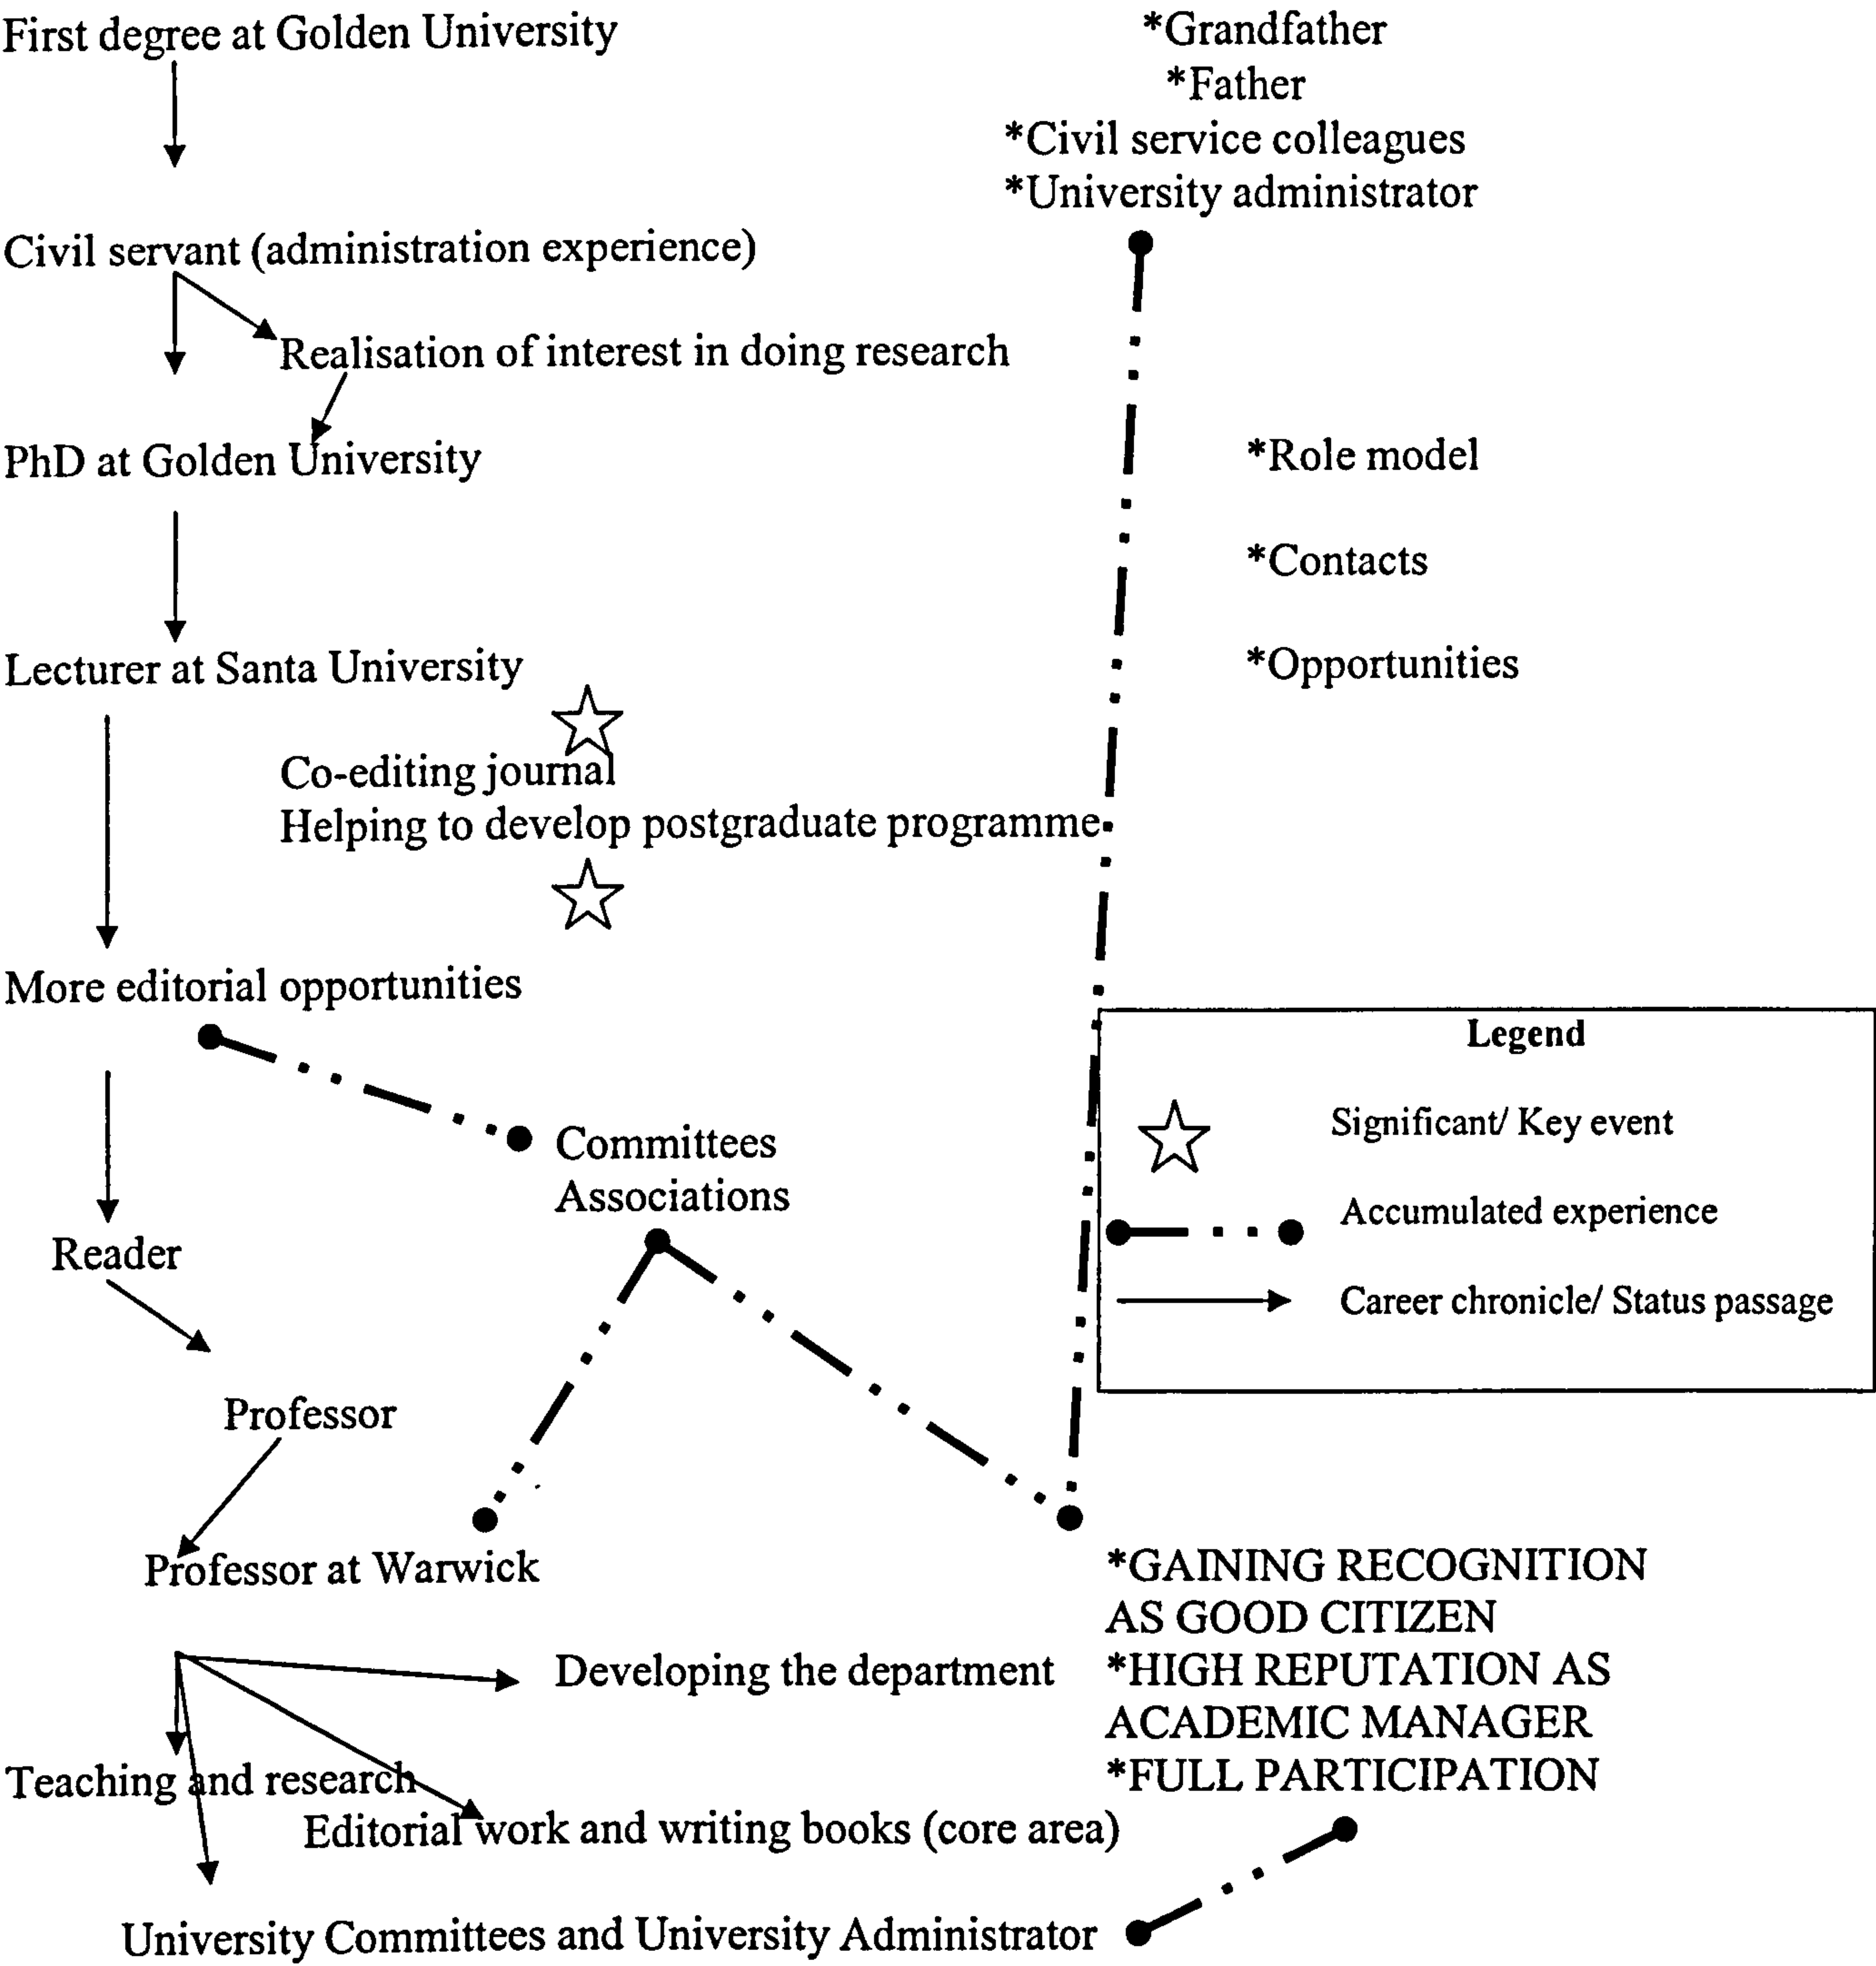 First degree at Golden University
*Grandfather
*Father
*Civil service colleagues
*University administrator
Civil servant (administration experience)
Realisation of interest in doing research
PhD at Golden University
*Role model
*Contacts
*Opportunities
Lecturer at Santa University
Co-editing journal
Helping to develop postgraduate programme
More editorial opportunities
Legend
Significant/ Key event
Accumulated experience
Career chronicle/ Status passage
Committees
Associations
Reader
Professor
Professor at Warwick
*GAINING RECOGNITION
AS GOOD CITIZEN
*HIGH REPUTATION AS
ACADEMIC MANAGER
*FULL PARTICIPATION
Developing the department
Teaching and research
Editorial work and writing books (core area)
University Committees and University Administrator